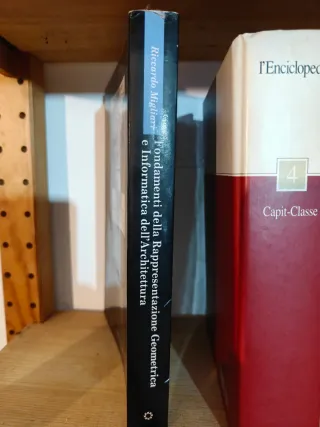 Riccardo Migliari
Fondamenti della Rappresentazione Geometrica
e Informatica dell'Architettura
l'Encicloped
4
Capit-Classe